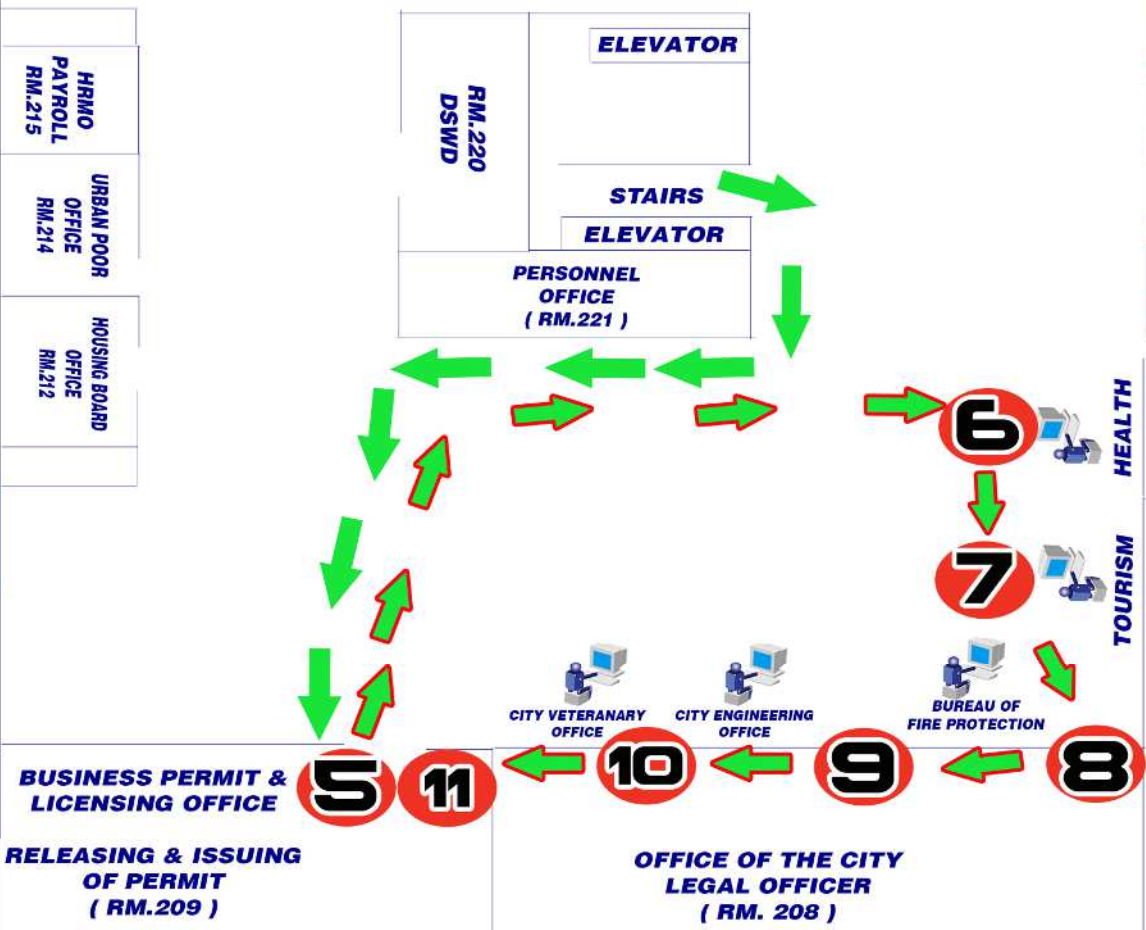 HRMO
PAYROLL
RM.215
URBAN POOR
OFFICE
RM.214
HOUSING BOARD
OFFICE
RM.212
RM.220
DSWD
ELEVATOR
STAIRS
ELEVATOR
PERSONNEL
OFFICE
( RM.221 )
6
HEALTH
7
TOURISM
CITY VETERANARY
OFFICE
CITY ENGINEERING
OFFICE
BUREAU OF
FIRE PROTECTION
BUSINESS PERMIT &
LICENSING OFFICE
5
11
10
9
8
RELEASING & ISSUING
OF PERMIT
( RM.209 )
OFFICE OF THE CITY
LEGAL OFFICER
( RM. 208 )